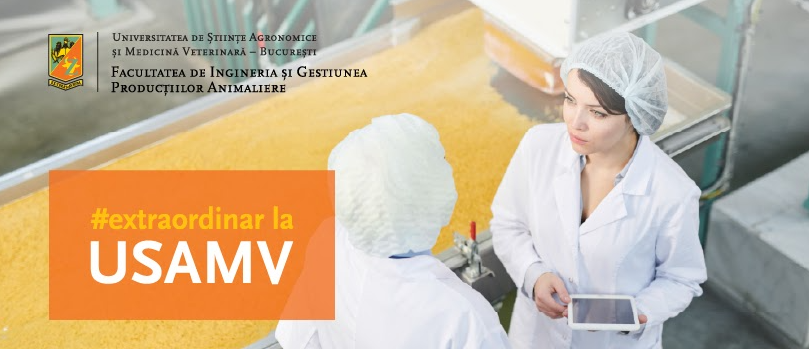 Universitatea de Științe Agronomice
și Medicină Veterinară – București
Facultatea de Ingineria și Gestiunea
Producțiilor Animaliere
#extraordinar la
USAMV